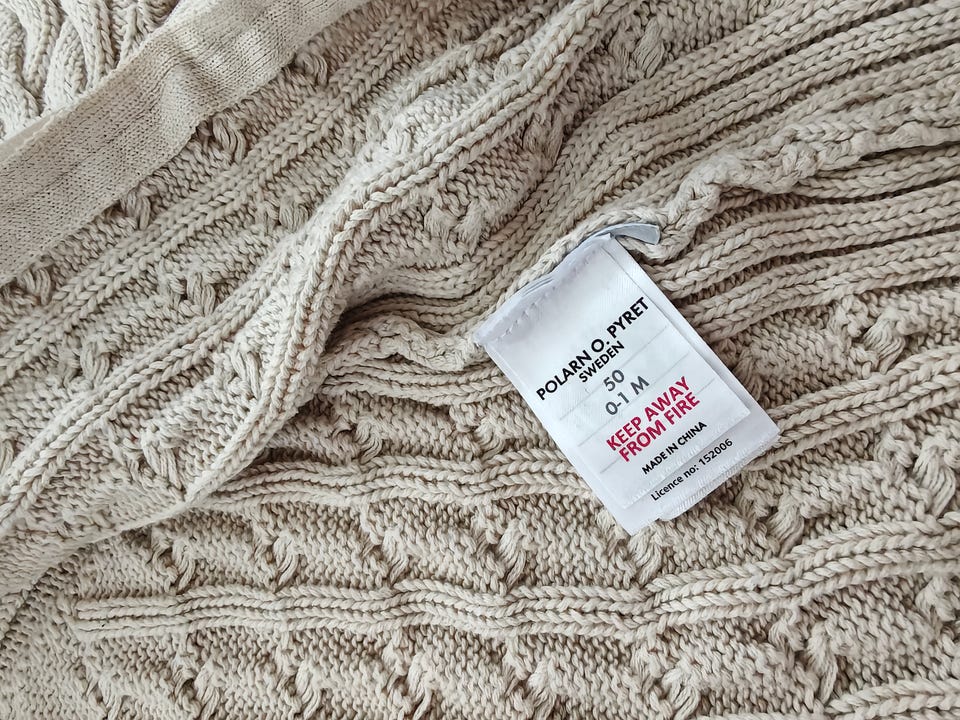 POLARN O. PYRET
SWEDEN
50
0-1 M
KEEP AWAY
FROM FIRE
MADE IN CHINA
Licence no: 152006